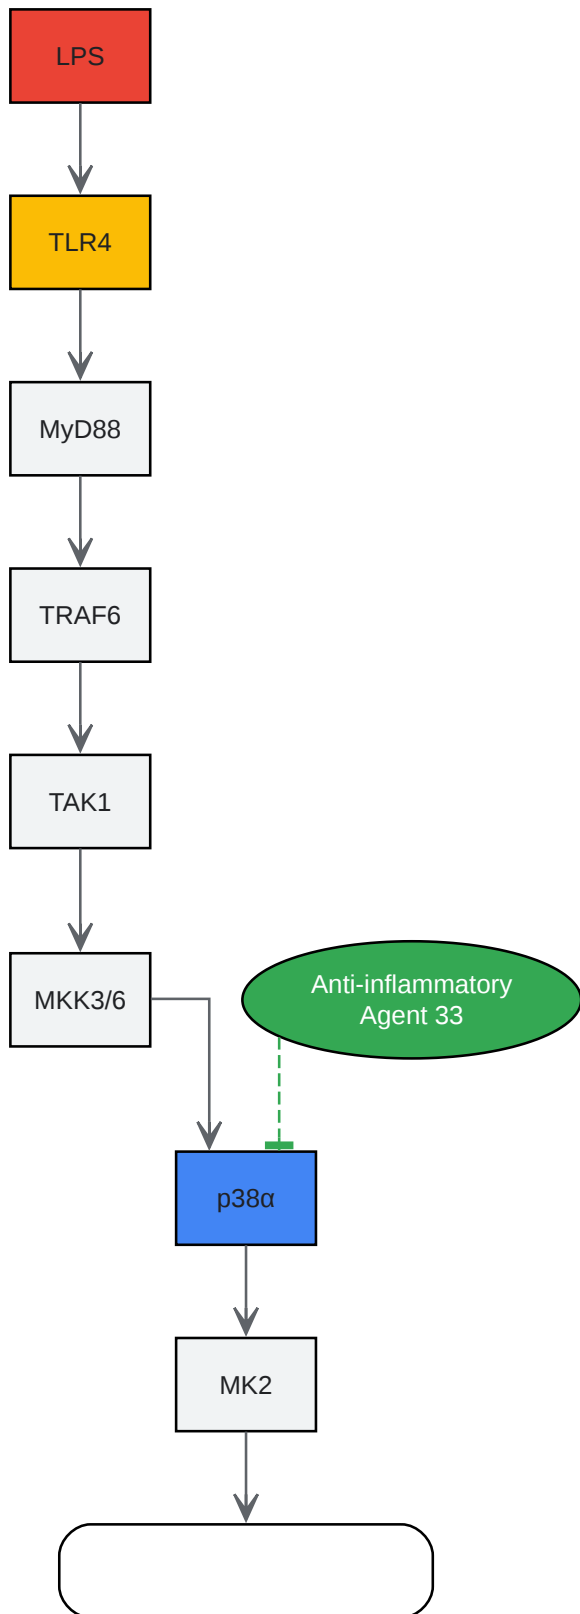 LPS
TLR4
MyD88
TRAF6
TAK1
MKK3/6
Anti-inflammatory
Agent 33
p38α
MK2